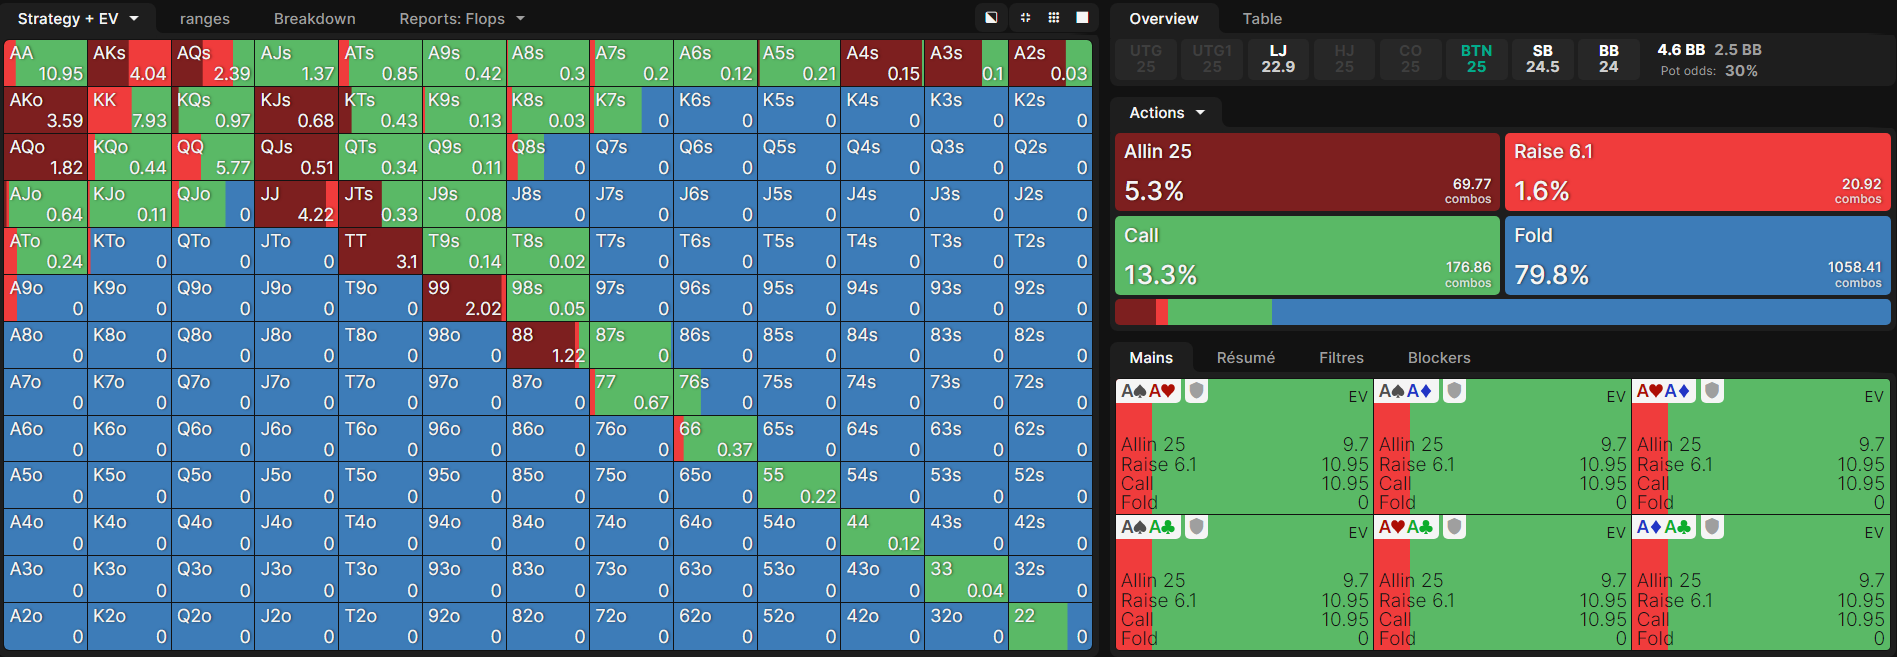 Strategy + EV ranges Breakdown Reports: Flops
AA AKs AQs AJs ATs A9s A8s A7s A6s A5s A4s A3s A2s
10.95 4.04 2.39 1.37 0.85 0.42 0.3 0.2 0.12 0.21 0.15 0.1 0.03
AKo KK KQs KJs KTs K9s K8s K7s K6s K5s K4s K3s K2s
3.59 7.93 0.97 0.68 0.43 0.13 0.03 0 0 0 0 0 0
AQo KQo QQ QJs QTs Q9s Q8s Q7s Q6s Q5s Q4s Q3s Q2s
1.82 0.44 5.77 0.51 0.34 0.11 0 0 0 0 0 0 0
AJo KJo QJo JJ JTs J9s J8s J7s J6s J5s J4s J3s J2s
0.64 0.11 0 4.22 0.33 0.08 0 0 0 0 0 0 0
ATo KTo QTo JTo TT T9s T8s T7s T6s T5s T4s T3s T2s
0.24 0 0 0 3.1 0.14 0.02 0 0 0 0 0 0
A9o K9o Q9o J9o T9o 99 98s 97s 96s 95s 94s 93s 92s
0 0 0 0 0 2.02 0.05 0 0 0 0 0 0
A8o K8o Q8o J8o T8o 98o 88 87s 86s 85s 84s 83s 82s
0 0 0 0 0 0 1.22 0 0 0 0 0 0
A7o K7o Q7o J7o T7o 97o 87o 77 76s 75s 74s 73s 72s
0 0 0 0 0 0 0 0.67 0 0 0 0 0
A6o K6o Q6o J6o T6o 96o 86o 76o 66 65s 64s 63s 62s
0 0 0 0 0 0 0 0 0.37 0 0 0 0
A5o K5o Q5o J5o T5o 95o 85o 75o 65o 55 54s 53s 52s
0 0 0 0 0 0 0 0 0 0.22 0 0 0
A4o K4o Q4o J4o T4o 94o 84o 74o 64o 54o 44 43s 42s
0 0 0 0 0 0 0 0 0 0 0.12 0 0
A3o K3o Q3o J3o T3o 93o 83o 73o 63o 53o 43o 33 32s
0 0 0 0 0 0 0 0 0 0 0 0.04 0
A2o K2o Q2o J2o T2o 92o 82o 72o 62o 52o 42o 32o 22
0 0 0 0 0 0 0 0 0 0 0 0 0
Overview Table
UTG UTG1 LJ HJ CO BTN SB BB 4.6 BB 2.5 BB
25 25 22.9 25 25 25 24.5 24 Pot odds: 30%
Actions
Allin 25 Raise 6.1
5.3% 69.77 combos 1.6% 20.92 combos
Call Fold
13.3% 176.86 combos 79.8% 1058.41 combos
Mains Résumé Filtres Blockers
A♠A♥ EV A♠A♦ EV A♥A♦ EV
Allin 25 9.7 Allin 25 9.7 Allin 25 9.7
Raise 6.1 10.95 Raise 6.1 10.95 Raise 6.1 10.95
Call 10.95 Call 10.95 Call 10.95
Fold 0 Fold 0 Fold 0
A♠A♣ EV A♥A♣ EV A♦A♣ EV
Allin 25 9.7 Allin 25 9.7 Allin 25 9.7
Raise 6.1 10.95 Raise 6.1 10.95 Raise 6.1 10.95
Call 10.95 Call 10.95 Call 10.95
Fold 0 Fold 0 Fold 0